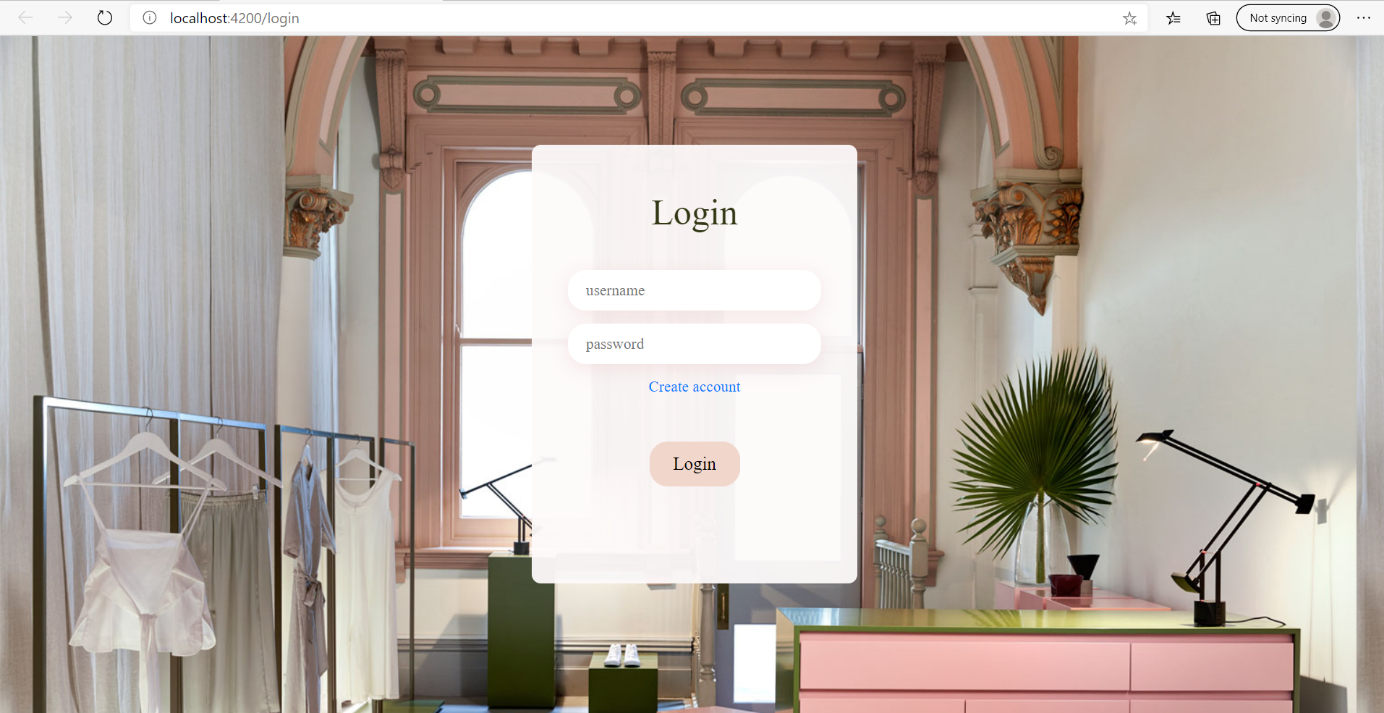 localhost:4200/login
Not syncing
Login
username
password
Create account
Login